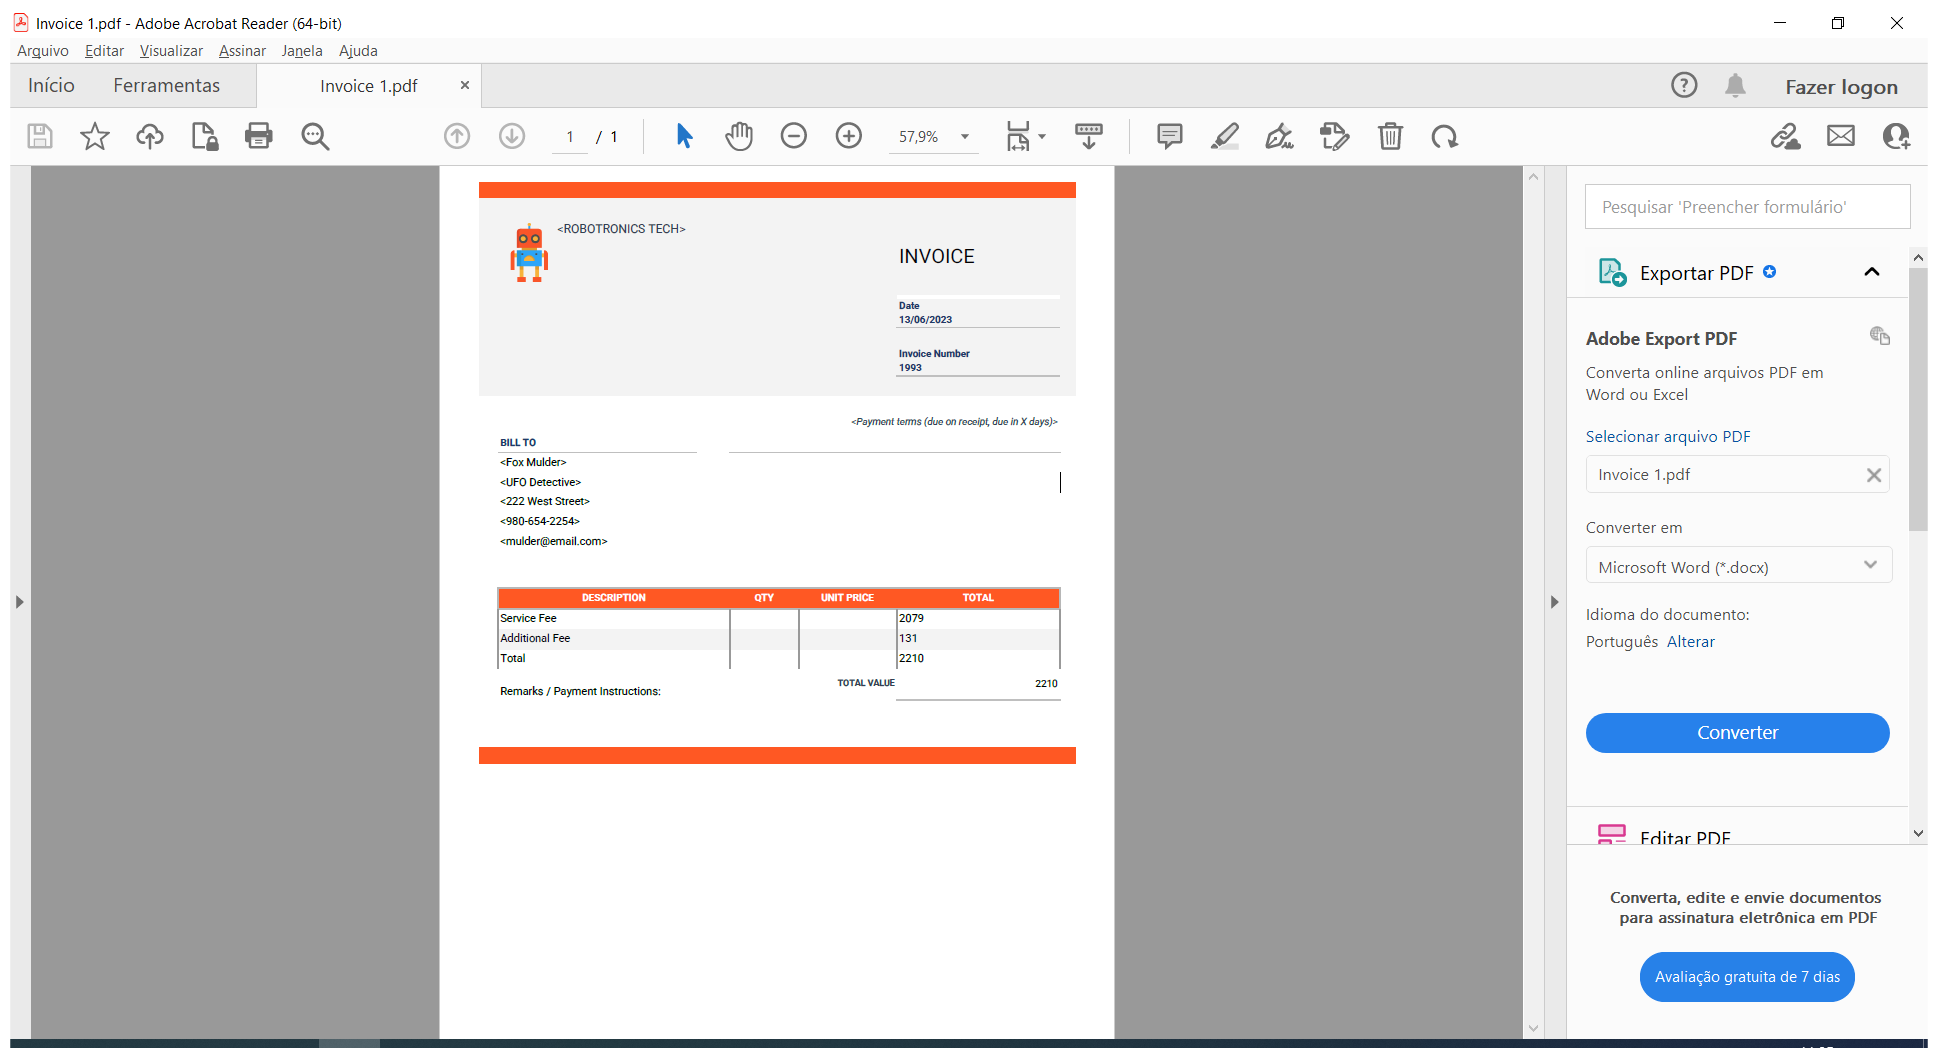 Invoice 1.pdf - Adobe Acrobat Reader (64-bit)
Arquivo Editar Visualizar Assinar Janela Ajuda
Início Ferramentas Invoice 1.pdf Fazer logon
1 / 1 57,9%
<ROBOTRONICS TECH>
INVOICE
Date
13/06/2023
Invoice Number
1993
<Payment terms (due on receipt, due in X days)>
BILL TO
<Fox Mulder>
<UFO Detective>
<222 West Street>
<980-654-2254>
<mulder@email.com>
DESCRIPTION QTY UNIT PRICE TOTAL
Service Fee 2079
Additional Fee 131
Total 2210
TOTAL VALUE 2210
Remarks / Payment Instructions:
Pesquisar 'Preencher formulário'
Exportar PDF
Adobe Export PDF
Converta online arquivos PDF em
Word ou Excel
Selecionar arquivo PDF
Invoice 1.pdf
Converter em
Microsoft Word (*.docx)
Idioma do documento:
Português Alterar
Converter
Editar PDF
Converta, edite e envie documentos
para assinatura eletrônica em PDF
Avaliação gratuita de 7 dias